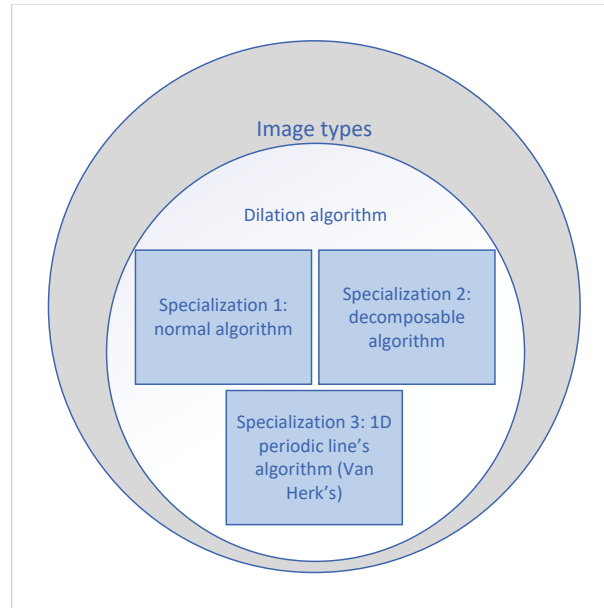 Image types
Dilation algorithm
Specialization 1:
normal algorithm
Specialization 2:
decomposable
algorithm
Specialization 3: 1D
periodic line’s
algorithm (Van
Herk’s)